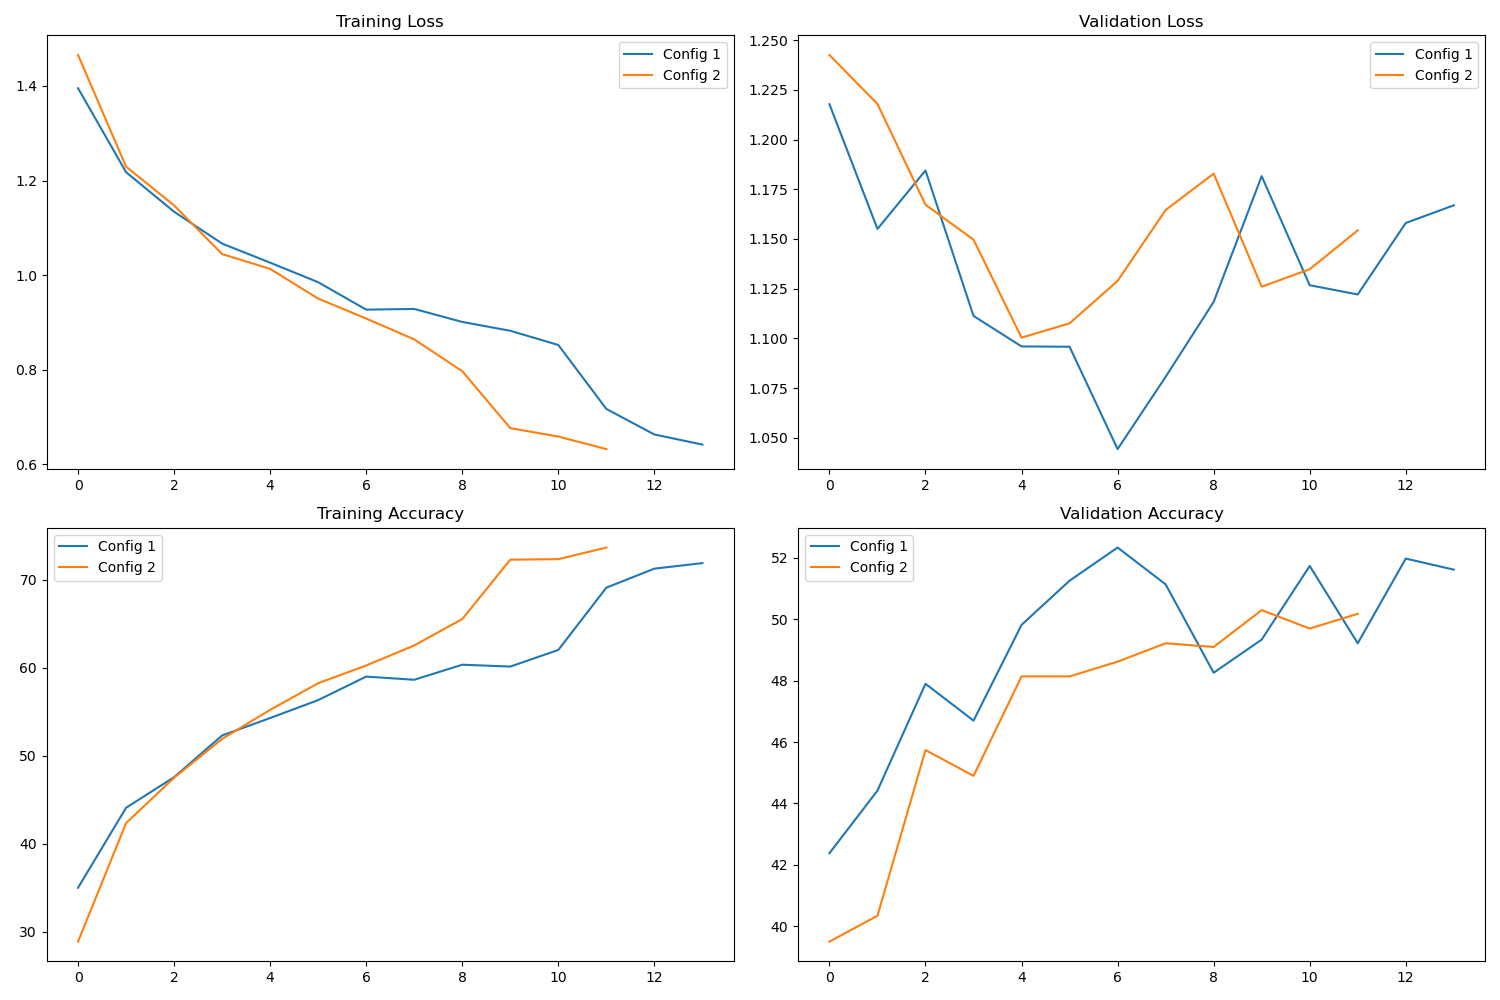 Training Loss
Config 1
Config 2
1.4
1.2
1.0
0.8
0.6
0 2 4 6 8 10 12
Validation Loss
Config 1
Config 2
1.250
1.225
1.200
1.175
1.150
1.125
1.100
1.075
1.050
0 2 4 6 8 10 12
Training Accuracy
Config 1
Config 2
70
60
50
40
30
0 2 4 6 8 10 12
Validation Accuracy
Config 1
Config 2
52
50
48
46
44
42
40
0 2 4 6 8 10 12